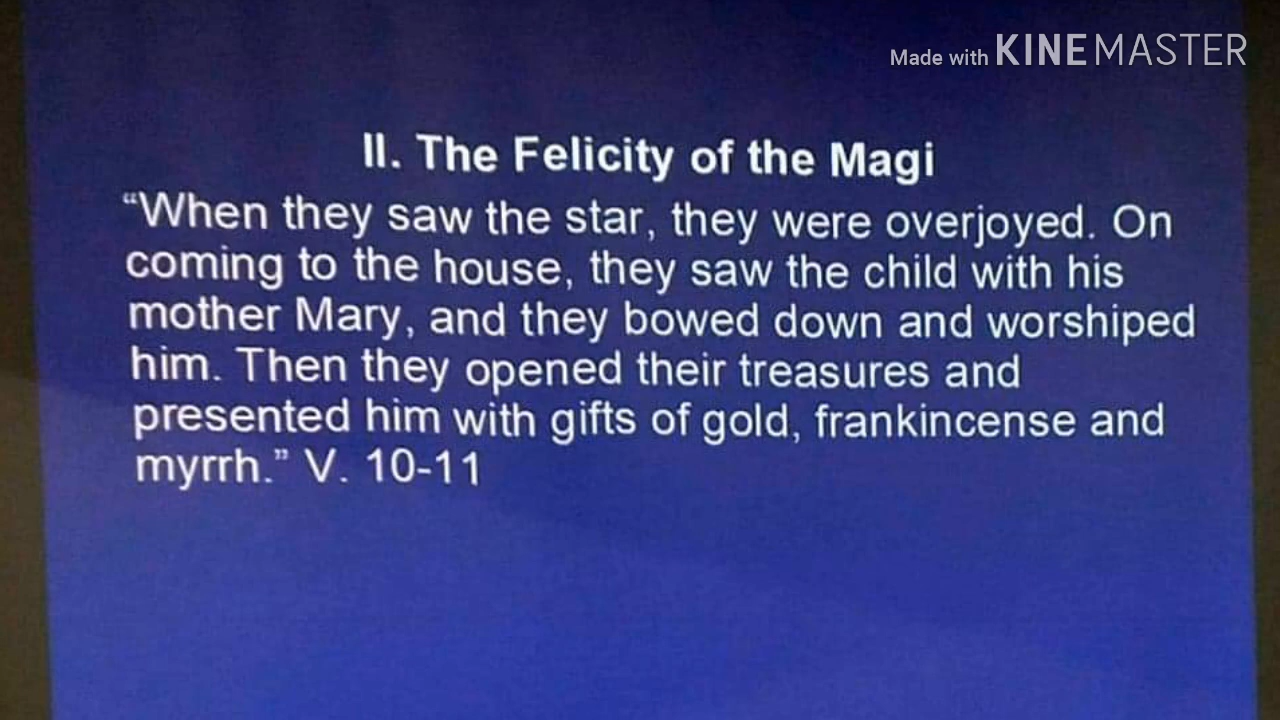 Made with KINEMASTER
II. The Felicity of the Magi
“When they saw the star, they were overjoyed. On
coming to the house, they saw the child with his
mother Mary, and they bowed down and worshiped
him. Then they opened their treasures and
presented him with gifts of gold, frankincense and
myrrh.” V. 10-11